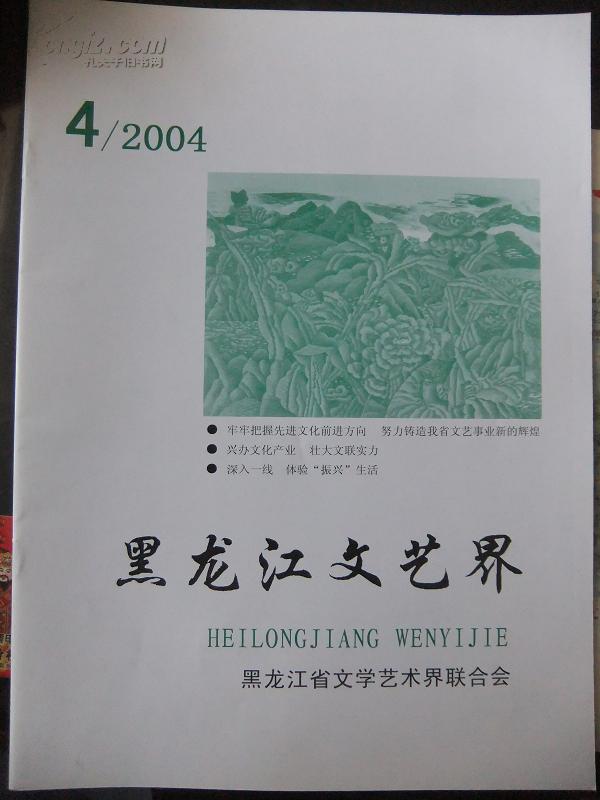 kongfz.com
孔夫子旧书网
4/2004
● 牢牢把握先进文化前进方向 努力铸造我省文艺事业新的辉煌
● 兴办文化产业 壮大文联实力
● 深入一线 体验“振兴”生活
黑龙江文艺界
HEILONGJIANG WENYIJIE
黑龙江省文学艺术界联合会